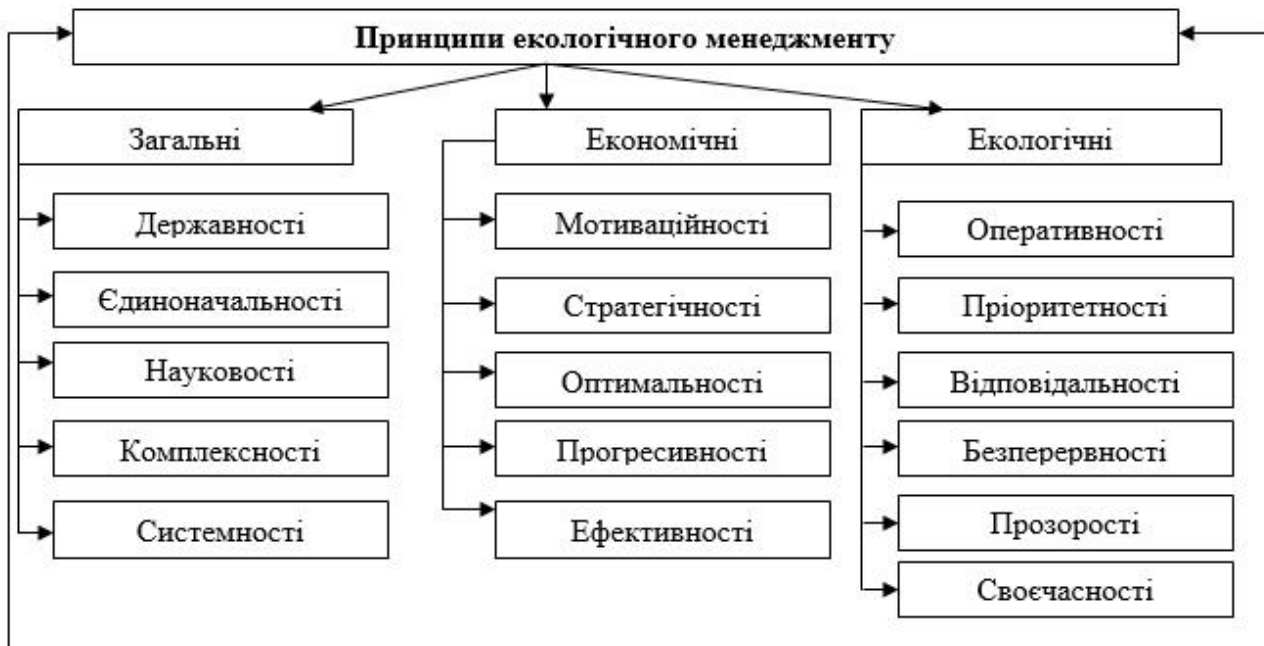 Принципи екологічного менеджменту
Загальні
Державності
Єдиноначальності
Науковості
Комплексності
Системності
Економічні
Мотиваційності
Стратегічності
Оптимальності
Прогресивності
Ефективності
Екологічні
Оперативності
Пріоритетності
Відповідальності
Безперервності
Прозорості
Своєчасності